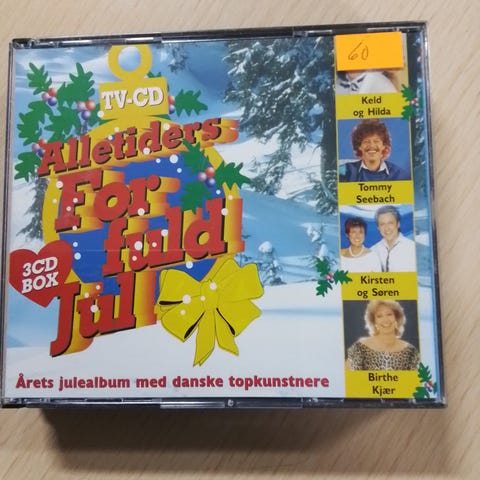 TV-CD
Alletiders
For
fuld
Jul
3CD
BOX
Årets julealbum med danske topkunstnere
60
Keld
og Hilda
Tommy
Seebach
Kirsten
og Søren
Birthe
Kjær